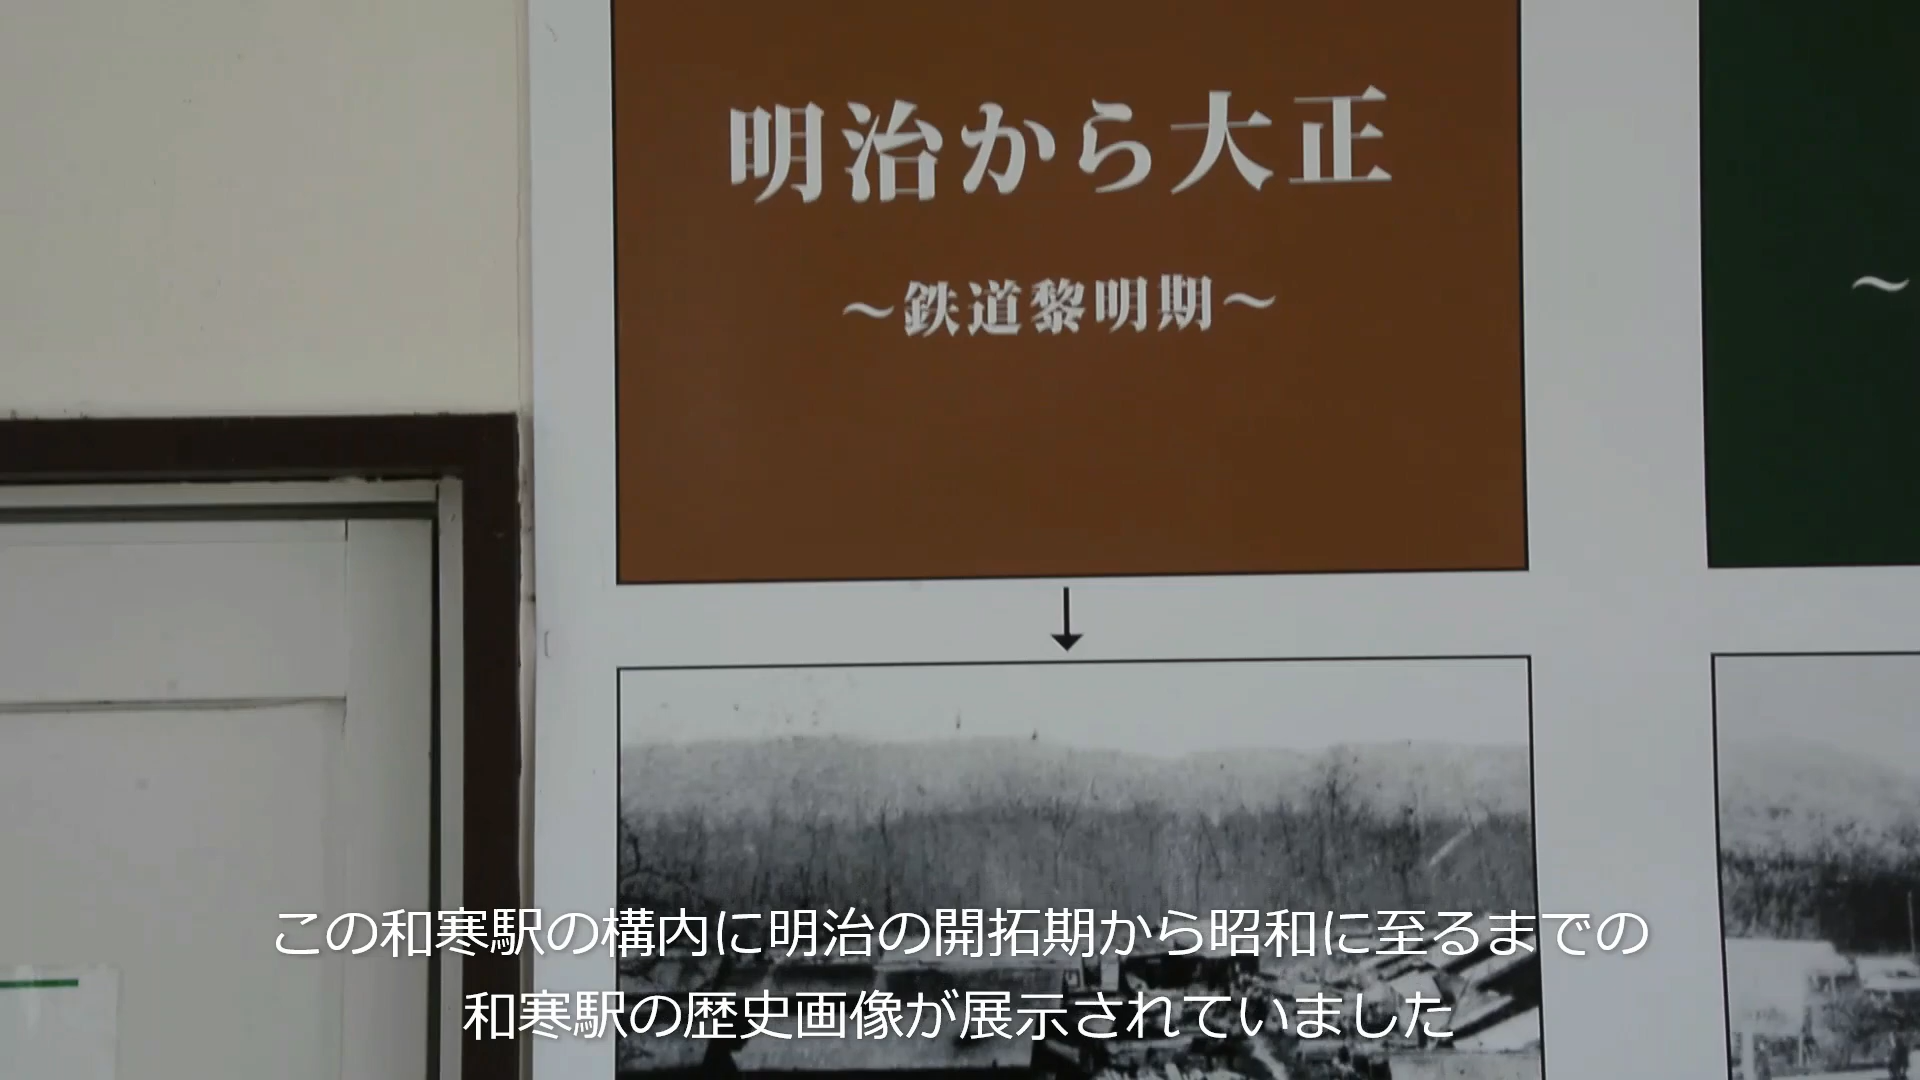 明治から大正
～鉄道黎明期～
～
この和寒駅の構内に明治の開拓期から昭和に至るまでの
和寒駅の歴史画像が展示されていました